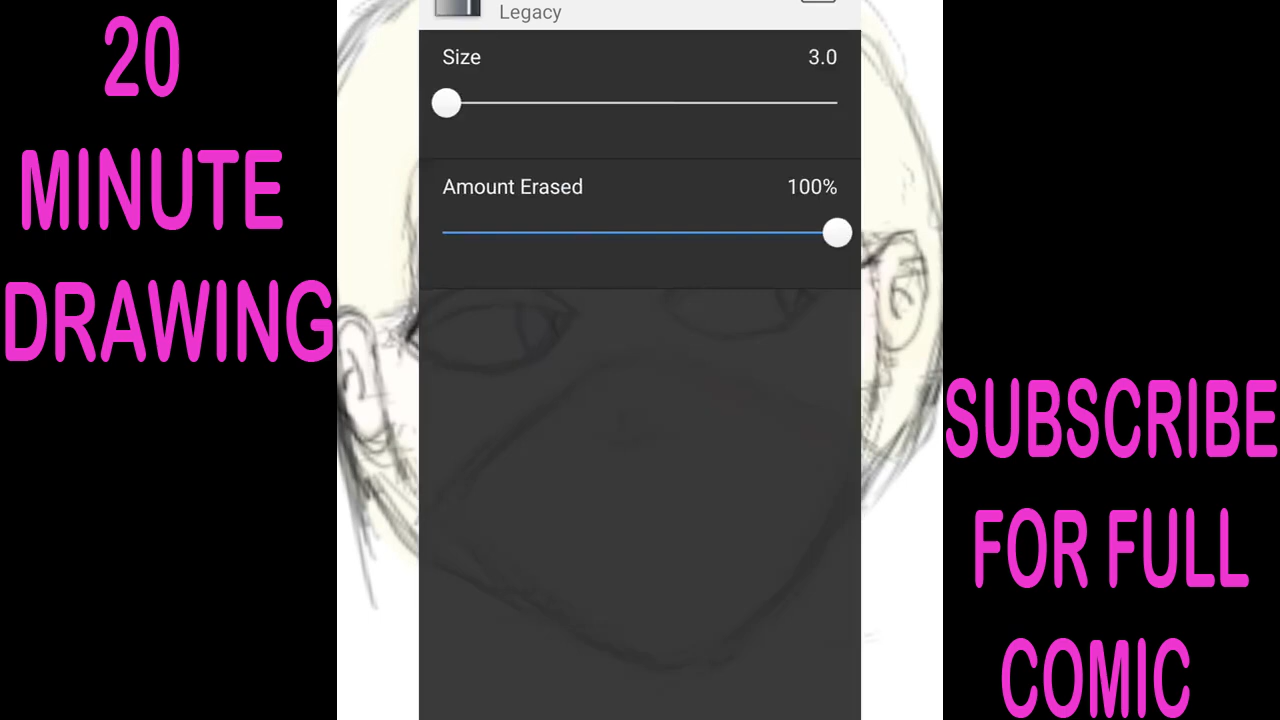 20
MINUTE
DRAWING
Legacy
Size 3.0
Amount Erased 100%
SUBSCRIBE
FOR FULL
COMIC